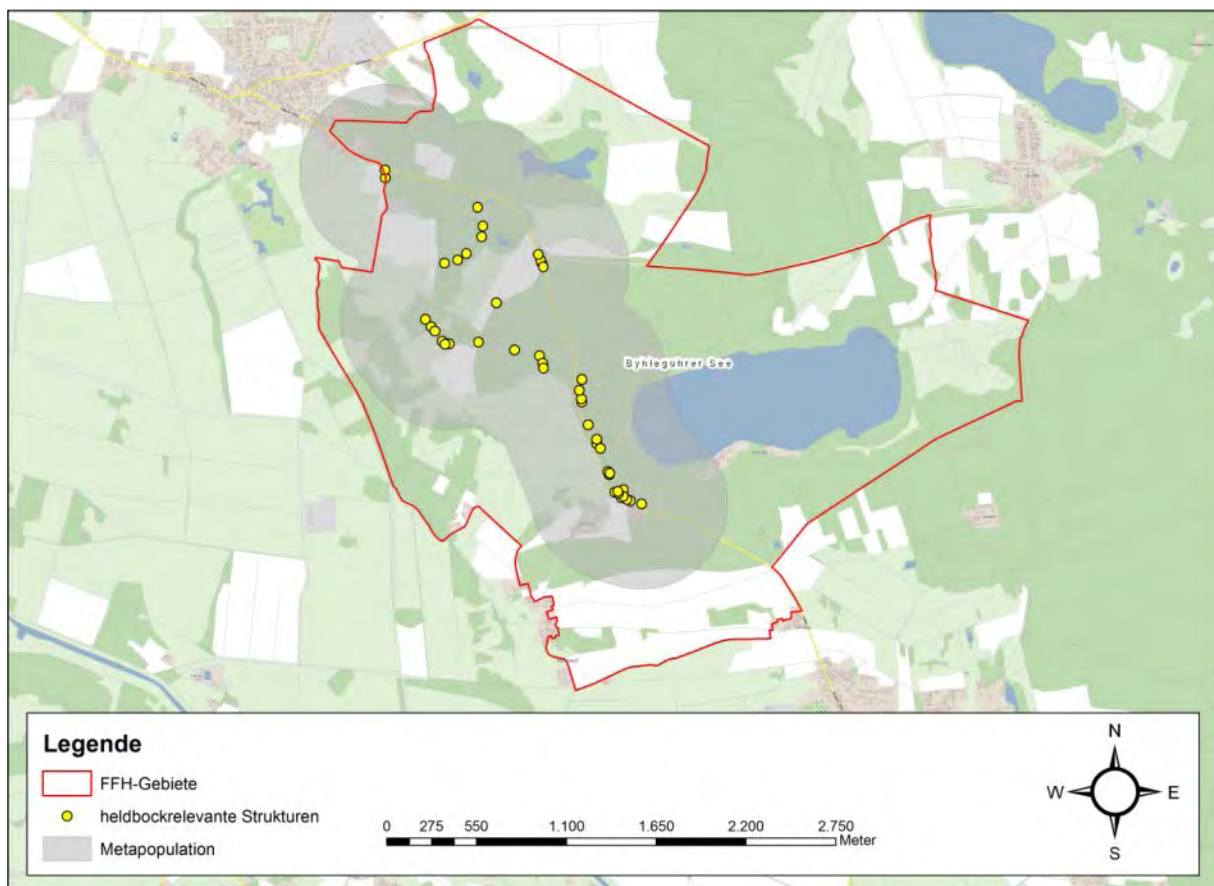 Byhleguhrer See
Legende
FFH-Gebiete
heldbockrelevante Strukturen
Metapopulation
0 275 550 1.100 1.650 2.200 2.750
Meter
N
W E
S